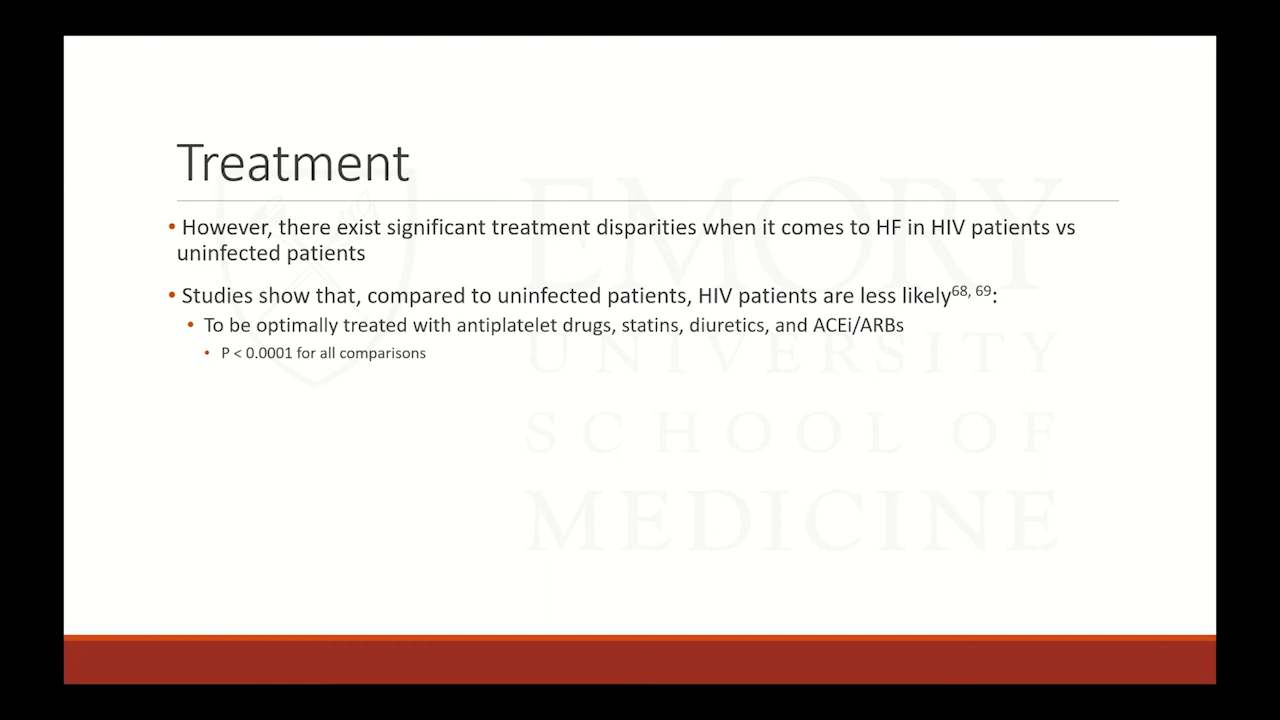 Treatment
• However, there exist significant treatment disparities when it comes to HF in HIV patients vs
uninfected patients
• Studies show that, compared to uninfected patients, HIV patients are less likely68, 69:
• To be optimally treated with antiplatelet drugs, statins, diuretics, and ACEi/ARBs
• P < 0.0001 for all comparisons
EMORY
UNIVERSITY
SCHOOL OF
MEDICINE